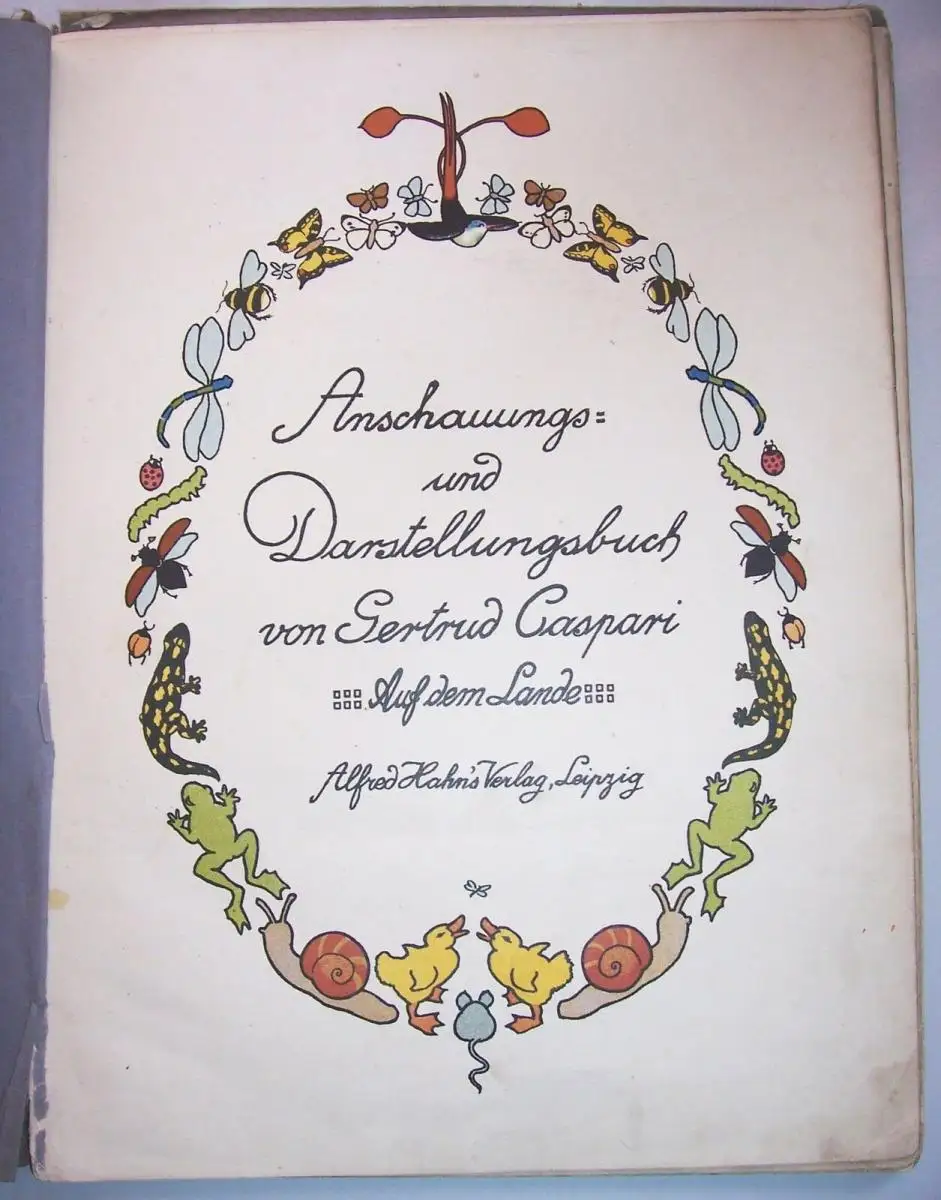 Anschauungs=
und
Darstellungsbuch
von Gertrud Caspari
Auf dem Lande
Alfred Hahn's Verlag, Leipzig